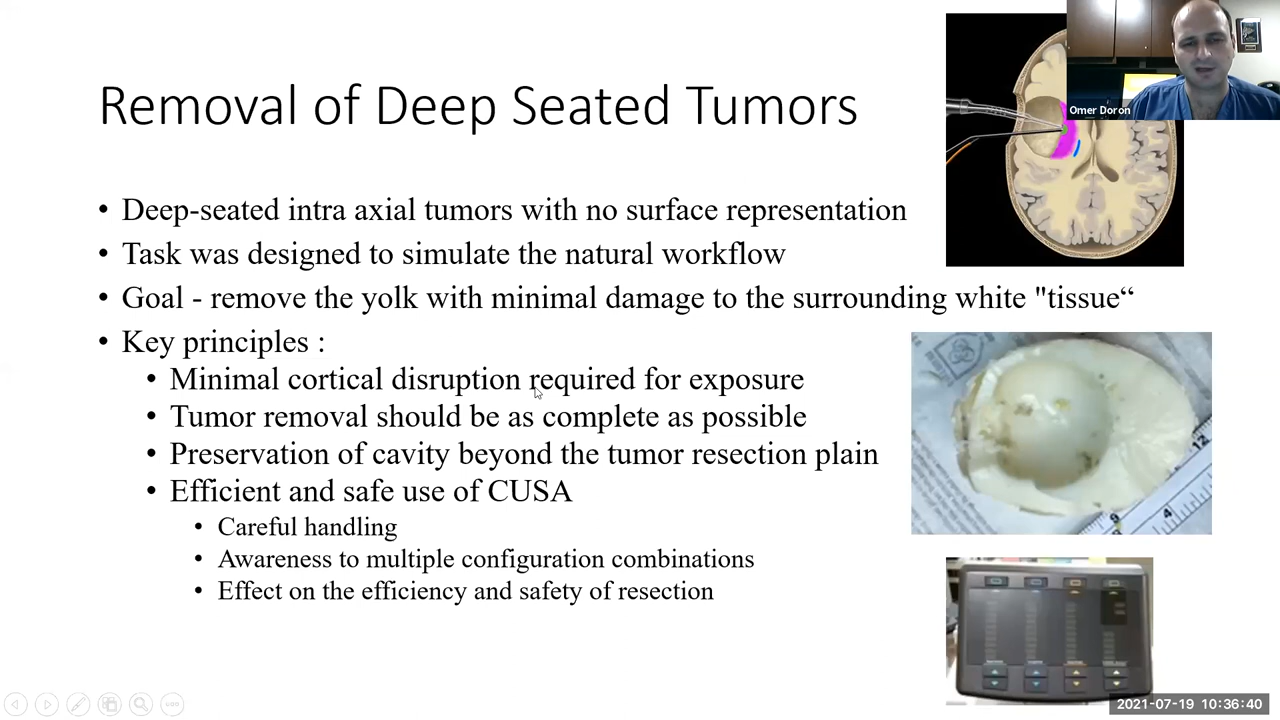 Removal of Deep Seated Tumors
Omer Doron
• Deep-seated intra axial tumors with no surface representation
• Task was designed to simulate the natural workflow
• Goal - remove the yolk with minimal damage to the surrounding white "tissue“
• Key principles :
• Minimal cortical disruption required for exposure
• Tumor removal should be as complete as possible
• Preservation of cavity beyond the tumor resection plain
• Efficient and safe use of CUSA
• Careful handling
• Awareness to multiple configuration combinations
• Effect on the efficiency and safety of resection
12
9
4
2021-07-19 10:36:40